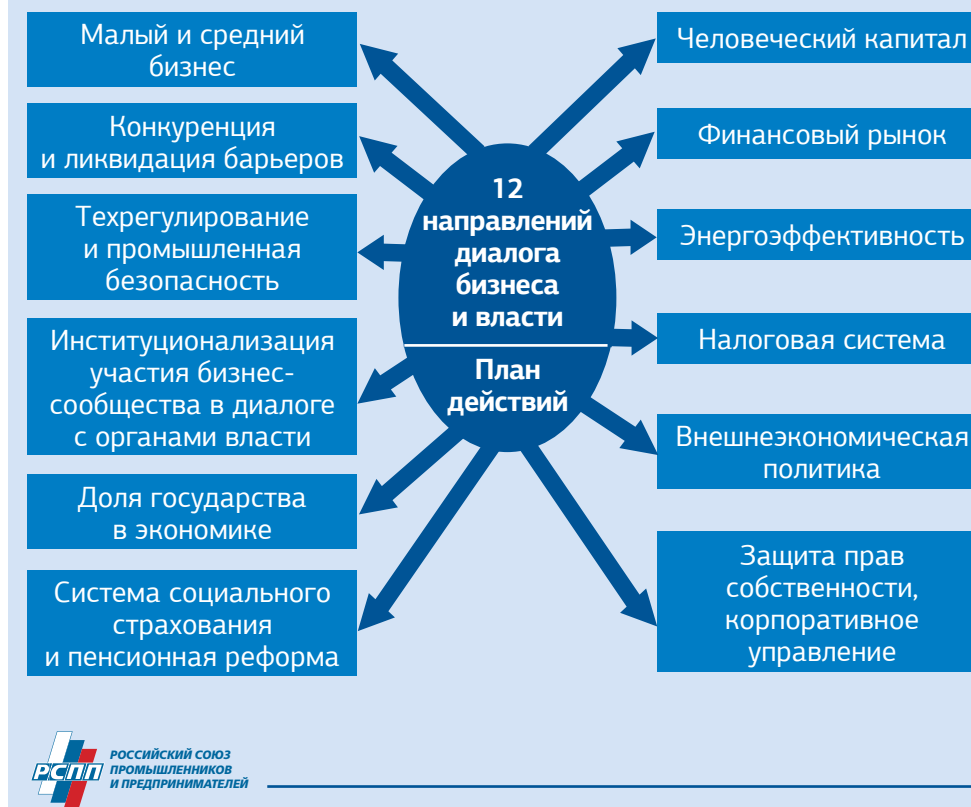 Малый и средний
бизнес
Конкуренция
и ликвидация барьеров
Техрегулирование
и промышленная
безопасность
Институционализация
участия бизнес-
сообщества в диалоге
с органами власти
Доля государства
в экономике
Система социального
страхования
и пенсионная реформа
12
направлений
диалога
бизнеса
и власти
План
действий
Человеческий капитал
Финансовый рынок
Энергоэффективность
Налоговая система
Внешнеэкономическая
политика
Защита прав
собственности,
корпоративное
управление
РСПП
РОССИЙСКИЙ СОЮЗ
ПРОМЫШЛЕННИКОВ
И ПРЕДПРИНИМАТЕЛЕЙ